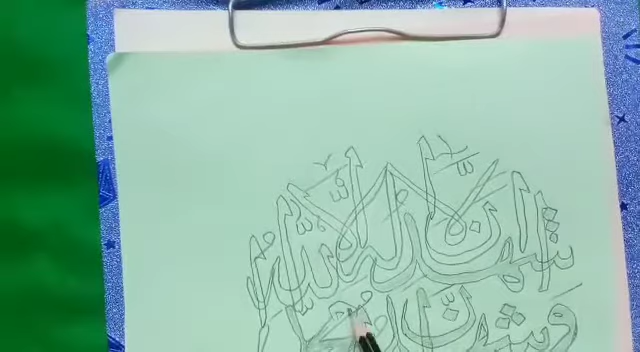 اشهد ان لا اله الا الله
واشهد ان